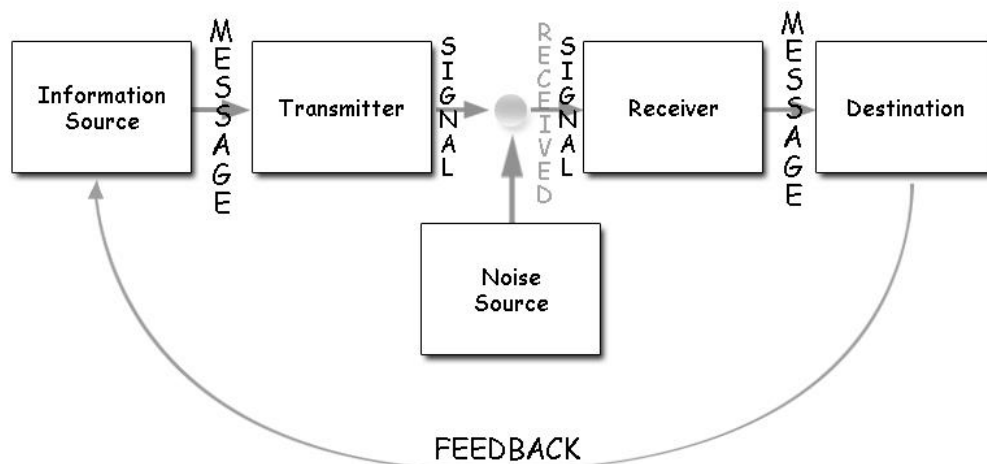 MESSAGE
Information
Source
Transmitter
SIGNAL
RECEIVED
SIGNAL
Receiver
MESSAGE
Destination
Noise
Source
FEEDBACK